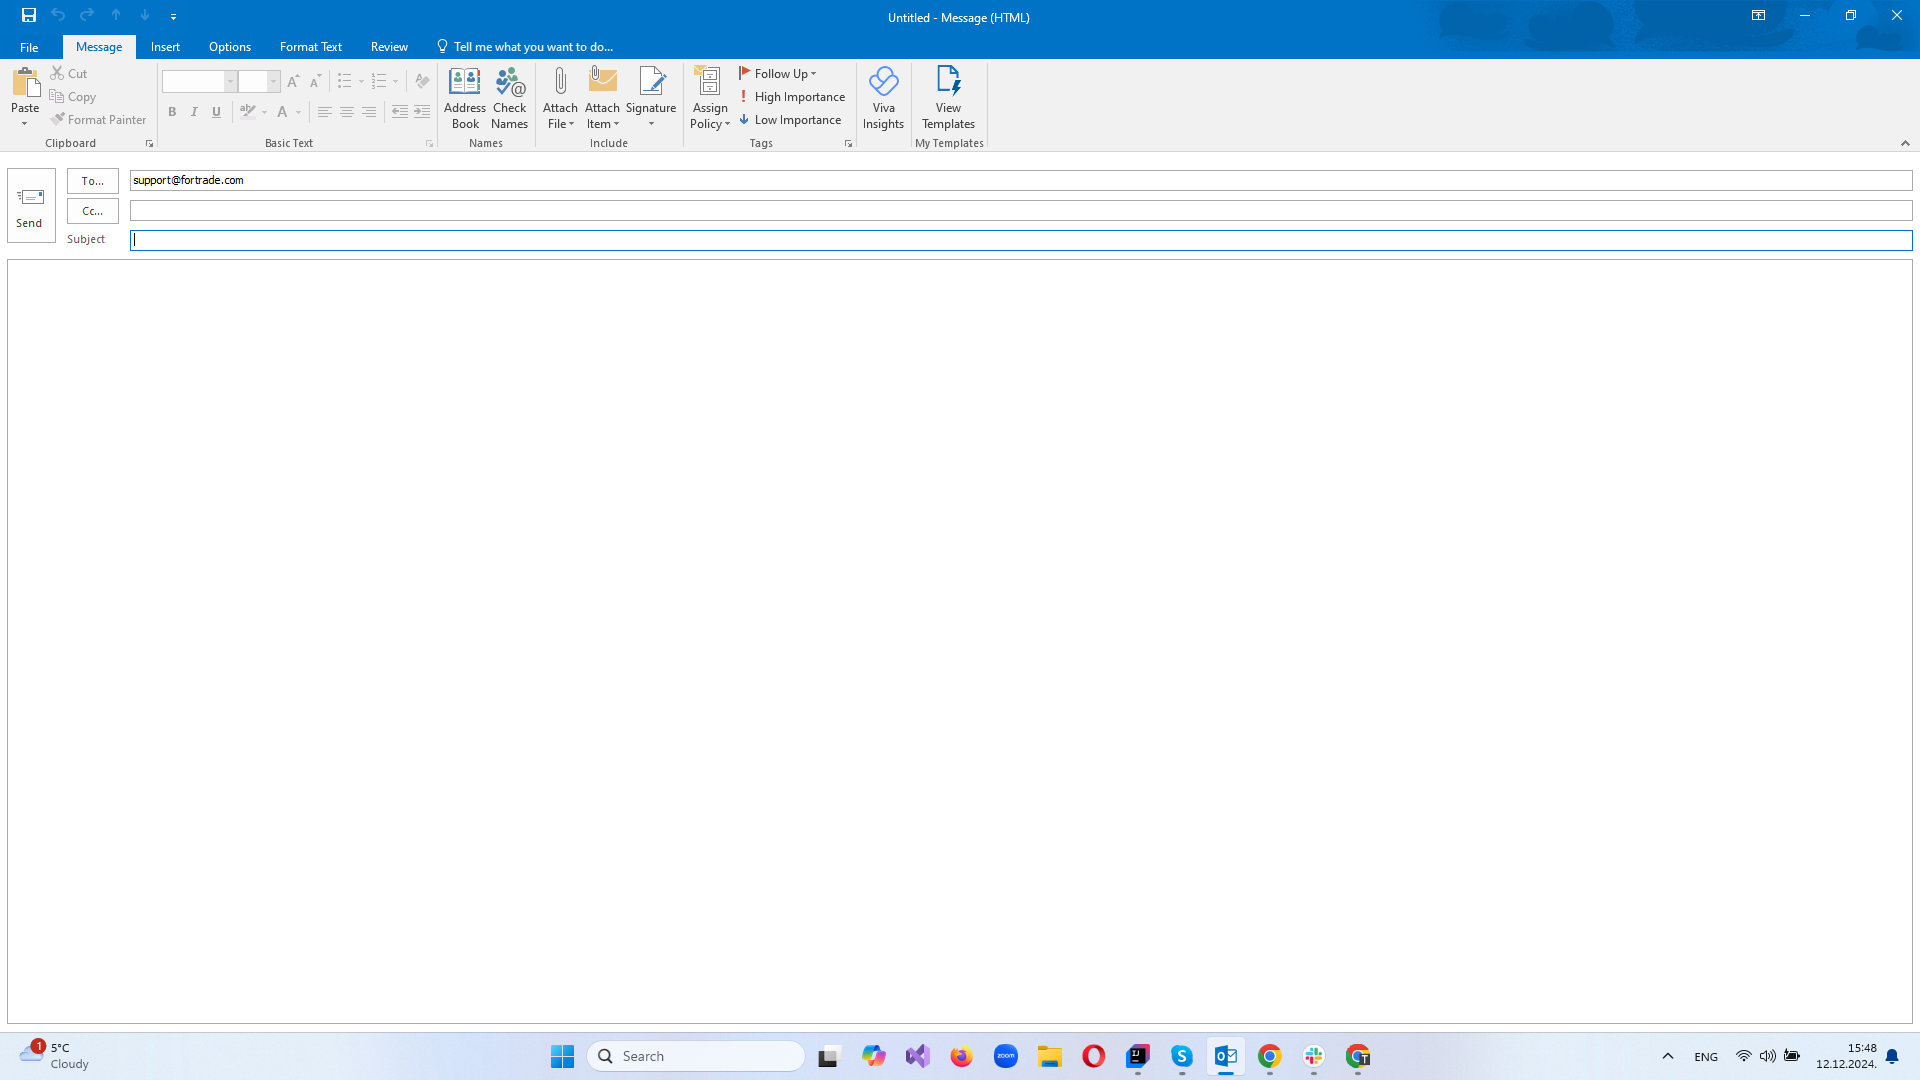 Untitled - Message (HTML)
File Message Insert Options Format Text Review Tell me what you want to do...
Paste
Cut
Copy
Format Painter
Clipboard
B I U
Basic Text
Address Book
Check Names
Names
Attach File
Attach Item
Signature
Include
Assign Policy
Follow Up
High Importance
Low Importance
Tags
Viva Insights
View Templates
My Templates
Send
To... support@fortrade.com
Cc...
Subject
1
5°C
Cloudy
Search
zoom
ENG
15:48
12.12.2024.